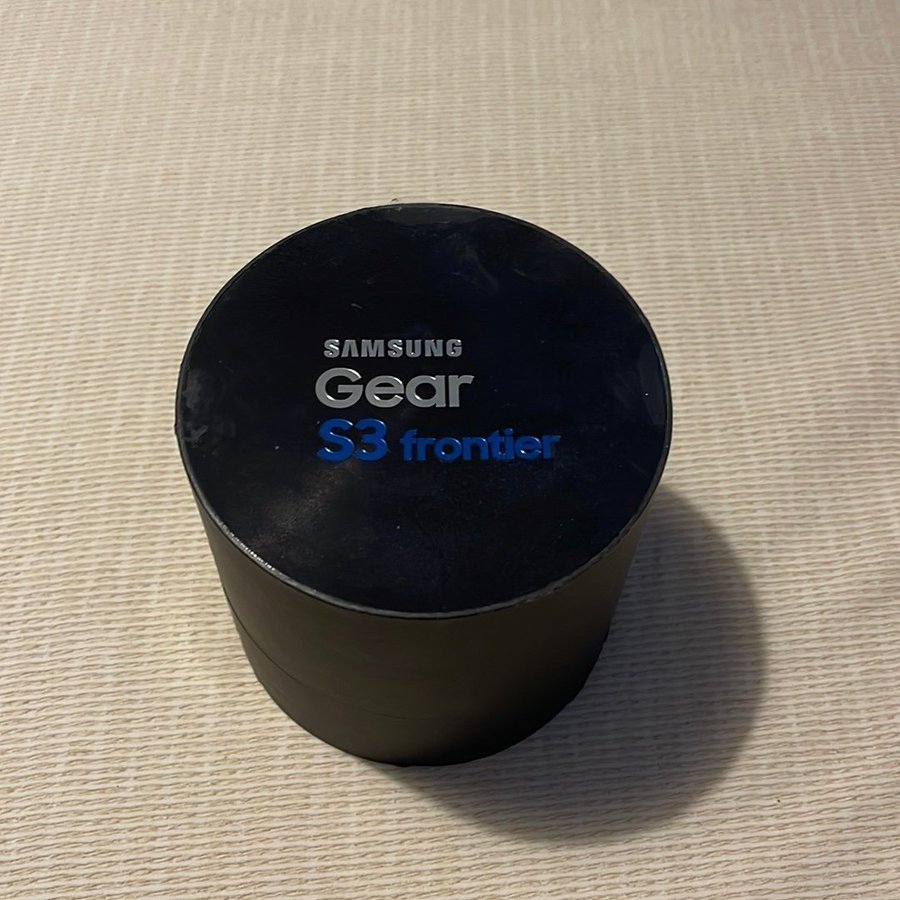 SAMSUNG
Gear
S3 frontier